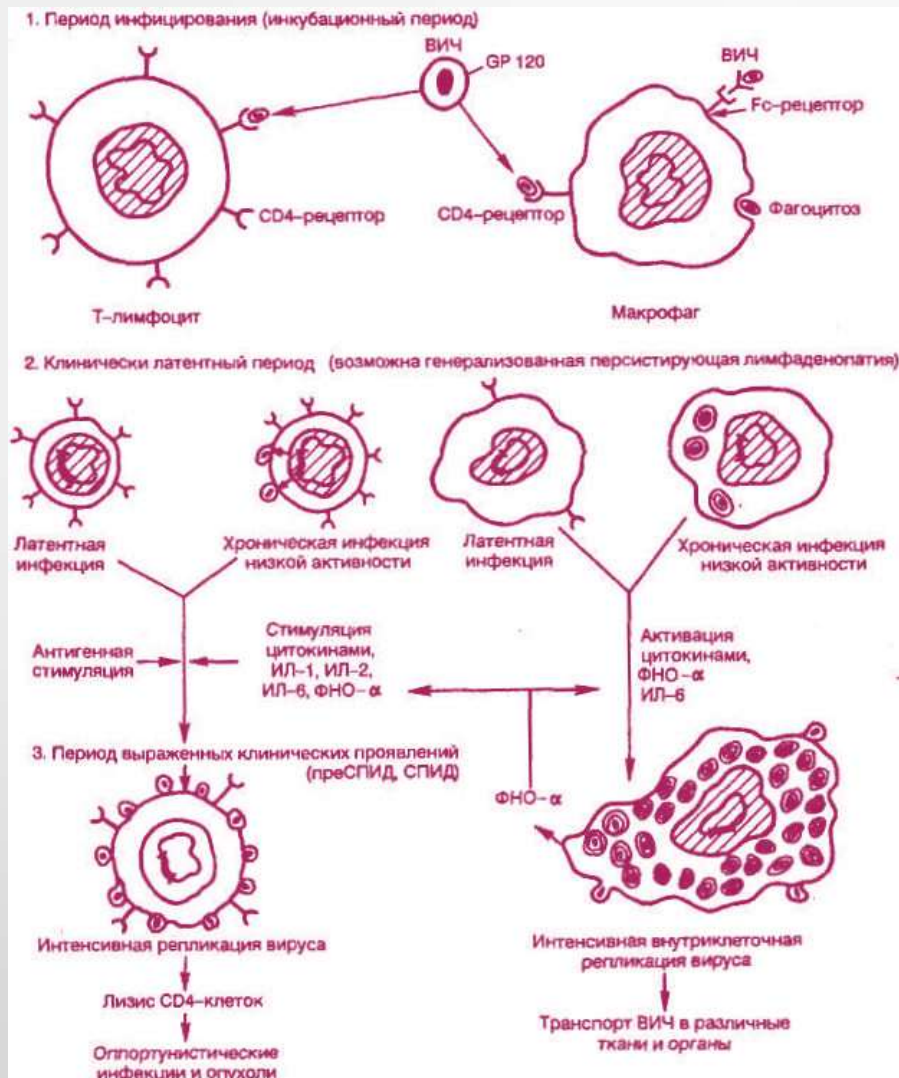 1. Период инфицирования (инкубационный период)
ВИЧ
GP 120
ВИЧ
Fc-рецептор
CD4-рецептор
CD4-рецептор
Фагоцитоз
Т-лимфоцит
Макрофаг
2. Клинически латентный период (возможна генерализованная персистирующая лимфаденопатия)
Латентная
инфекция
Хроническая инфекция
низкой активности
Латентная
инфекция
Хроническая инфекция
низкой активности
Антигенная
стимуляция
Стимуляция
цитокинами,
ИЛ-1, ИЛ-2,
ИЛ-6, ФНО-α
Активация
цитокинами,
ФНО-α
ИЛ-6
3. Период выраженных клинических проявлений
(преСПИД, СПИД)
ФНО-α
Интенсивная репликация вируса
Лизис CD4-клеток
Оппортунистические
инфекции и опухоли
Интенсивная внутриклеточная
репликация вируса
Транспорт ВИЧ в различные
ткани и органы